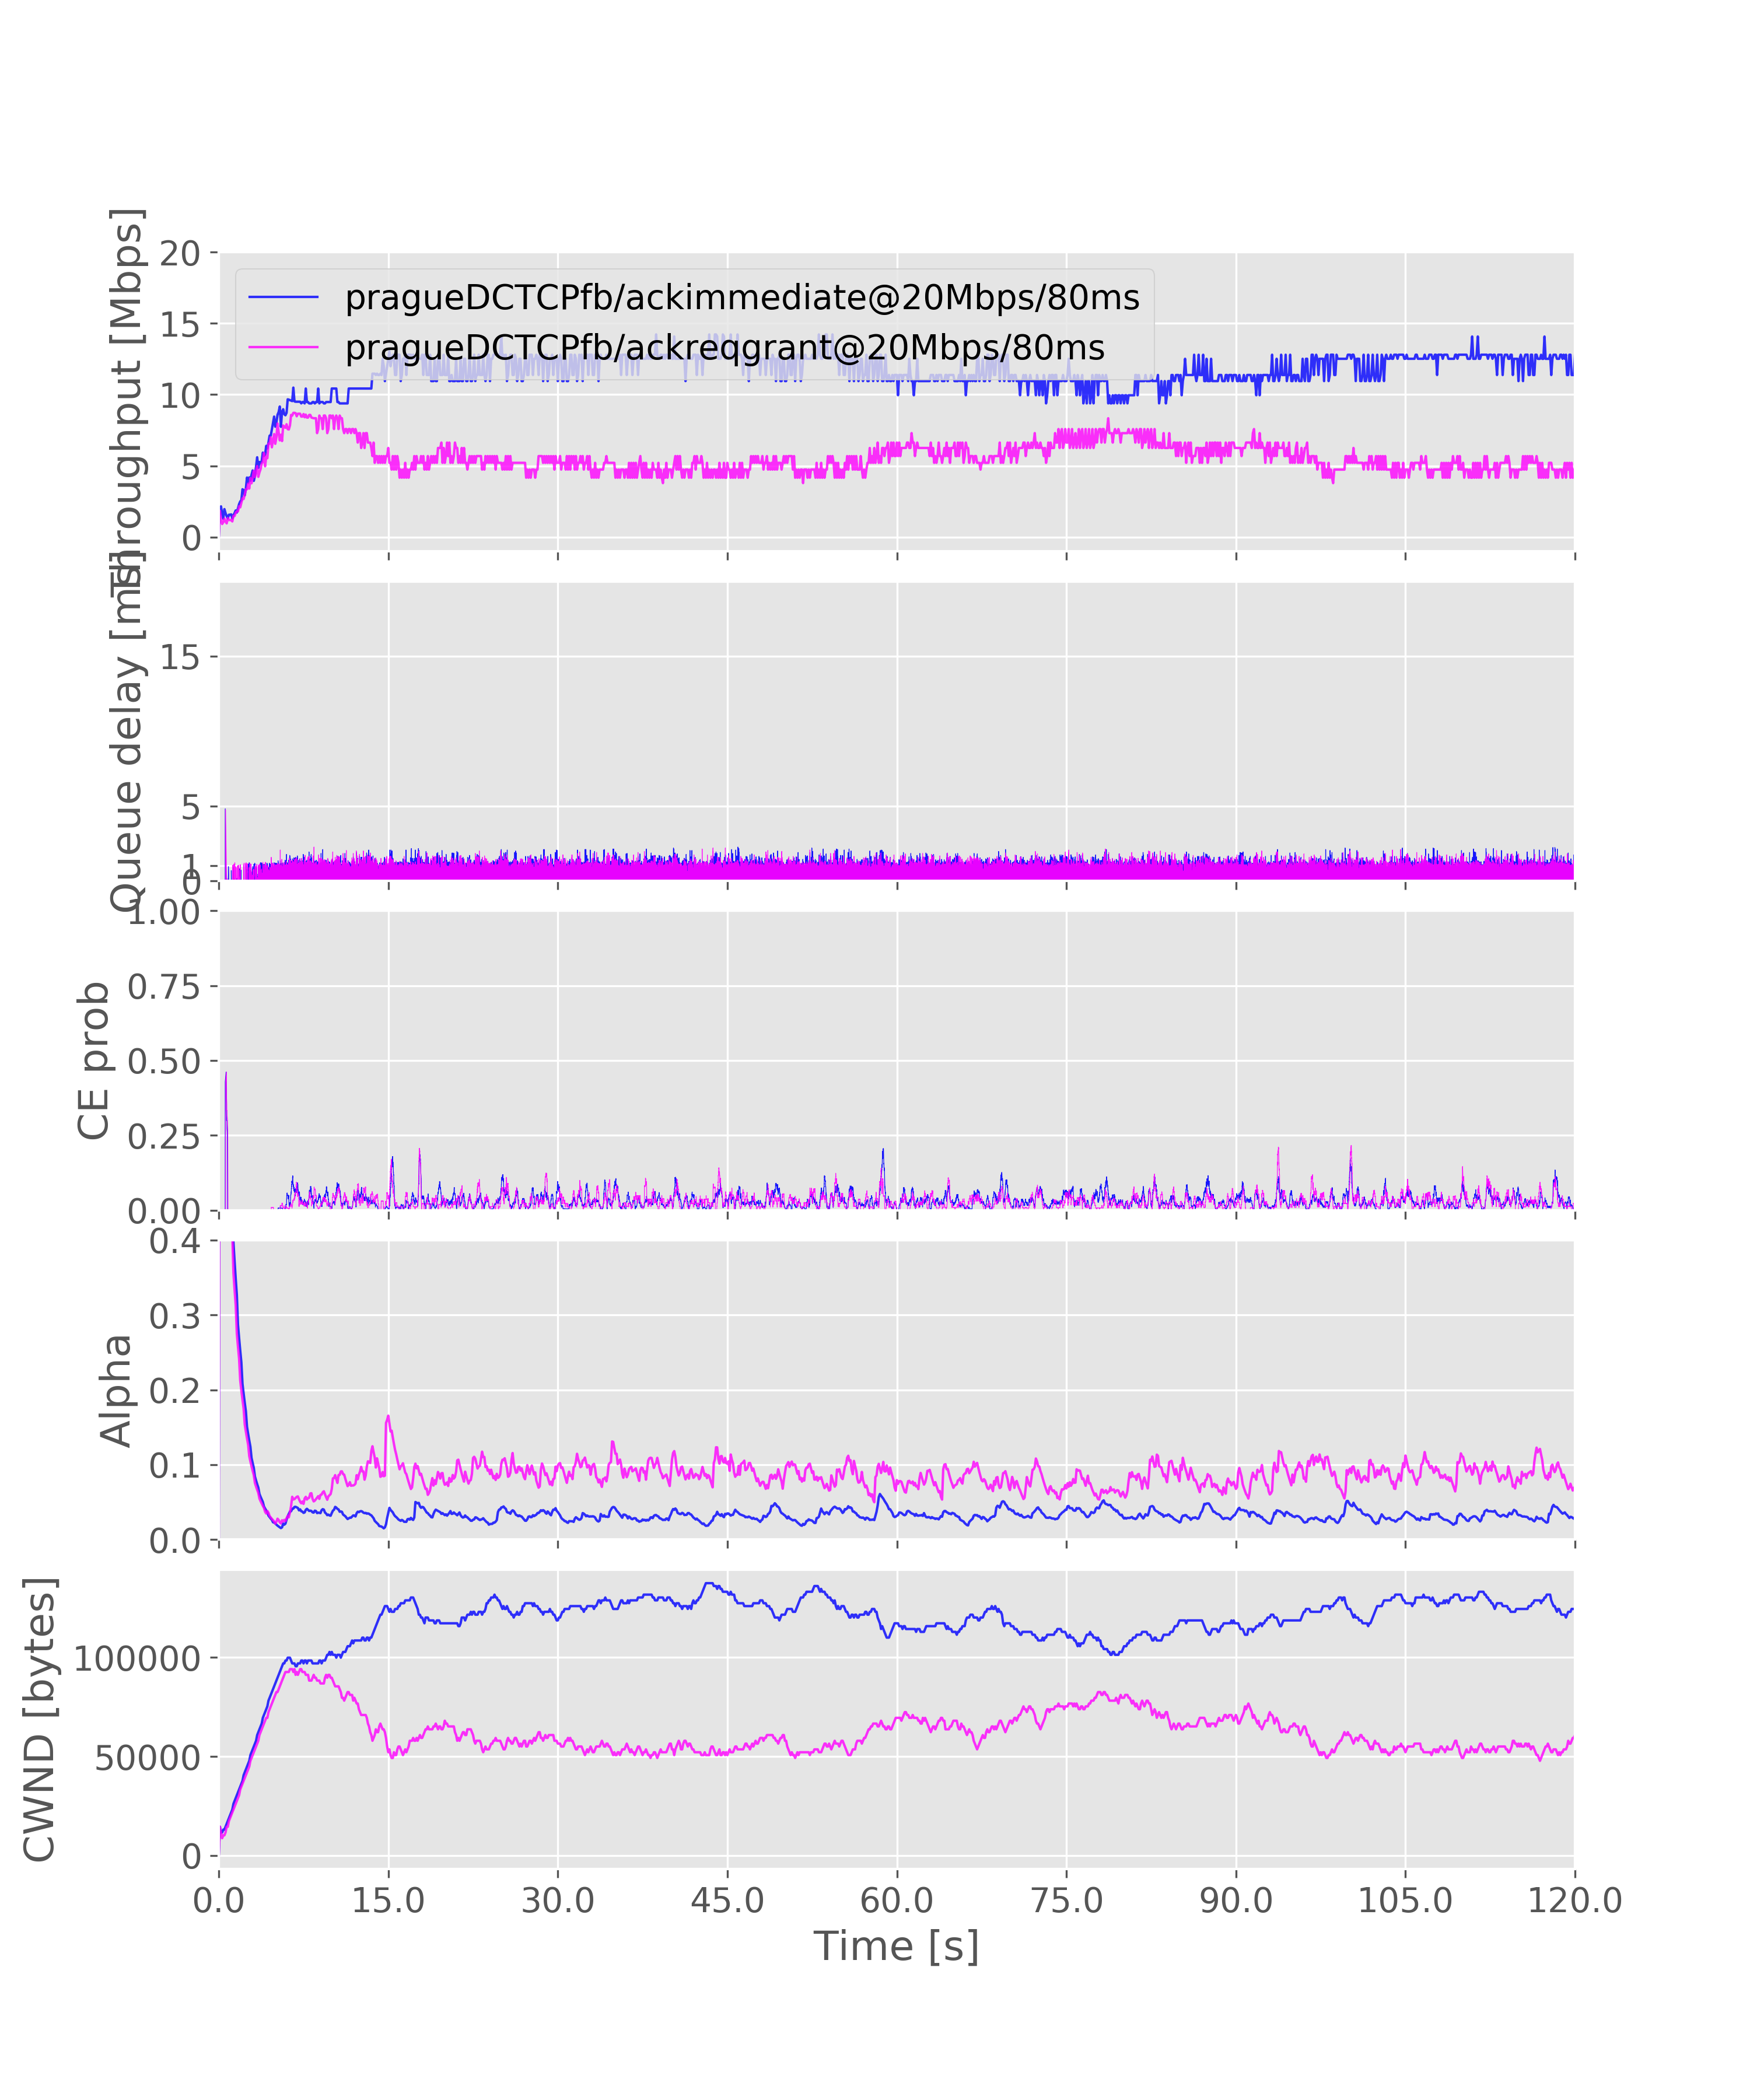 Throughput [Mbps]
20
15
10
5
0
pragueDCTCPfb/ackimmediate@20Mbps/80ms
pragueDCTCPfb/ackreqgrant@20Mbps/80ms
Queue delay [ms]
15
5
1
0
CE prob
1.00
0.75
0.50
0.25
0.00
Alpha
0.4
0.3
0.2
0.1
0.0
CWND [bytes]
100000
50000
0
0.0 15.0 30.0 45.0 60.0 75.0 90.0 105.0 120.0
Time [s]